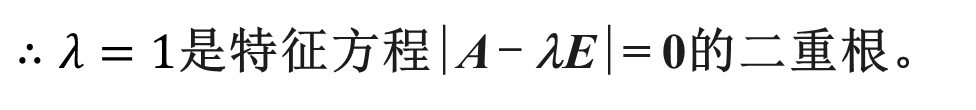 ∴ λ = 1是特征方程|A− λE|=0的二重根。